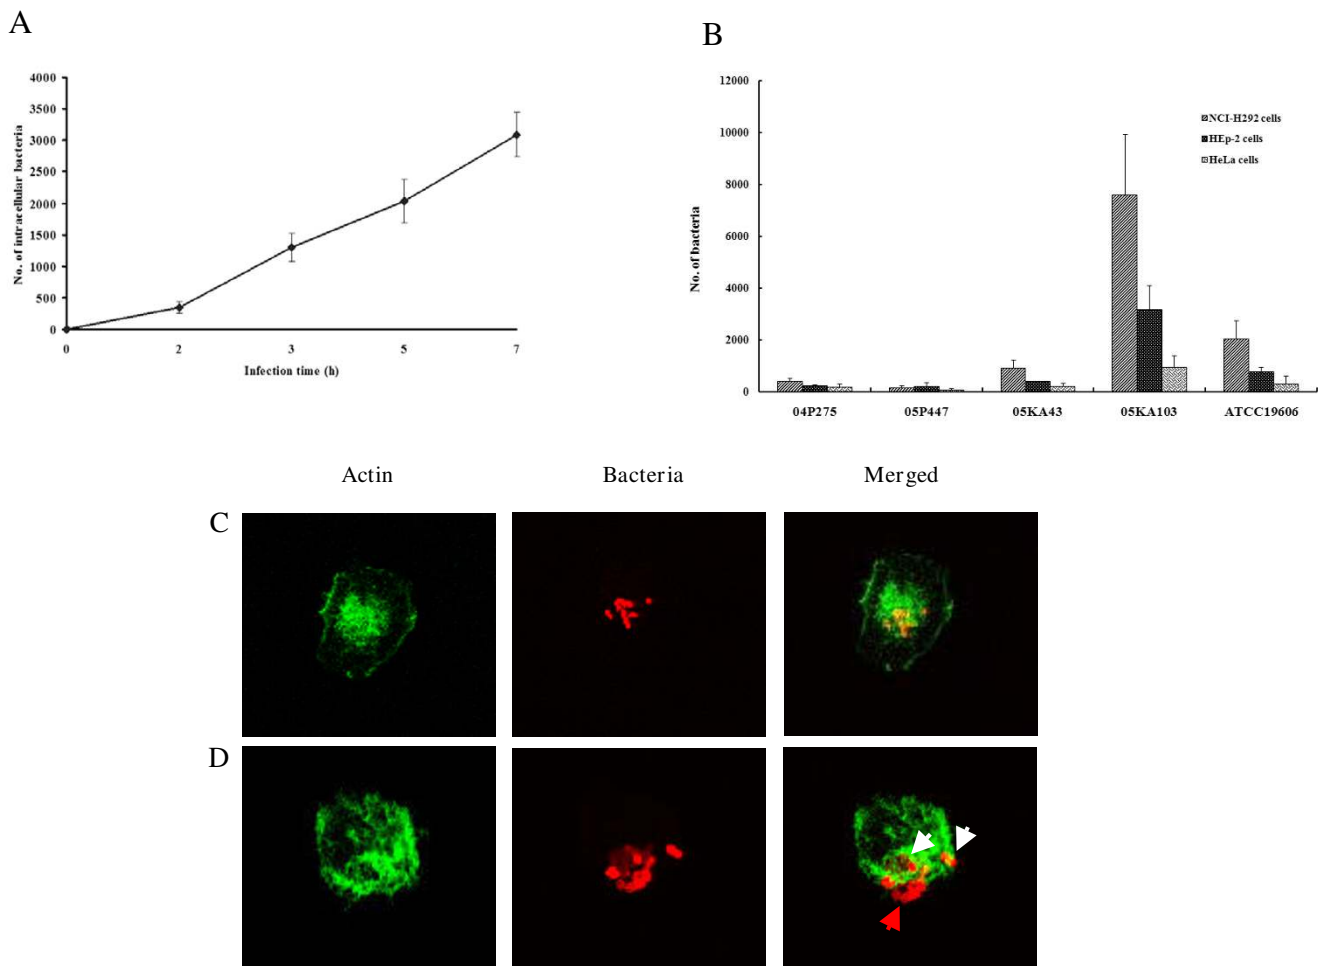 A
No. of intracellular bacteria
4000
3500
3000
2500
2000
1500
1000
500
0
0 2 3 5 7
Infection time (h)
B
No. of bacteria
12000
10000
8000
6000
4000
2000
0
NCI-H292 cells
HEp-2 cells
HeLa cells
04P275 05P447 05KA43 05KA103 ATCC19606
Actin Bacteria Merged
C
D